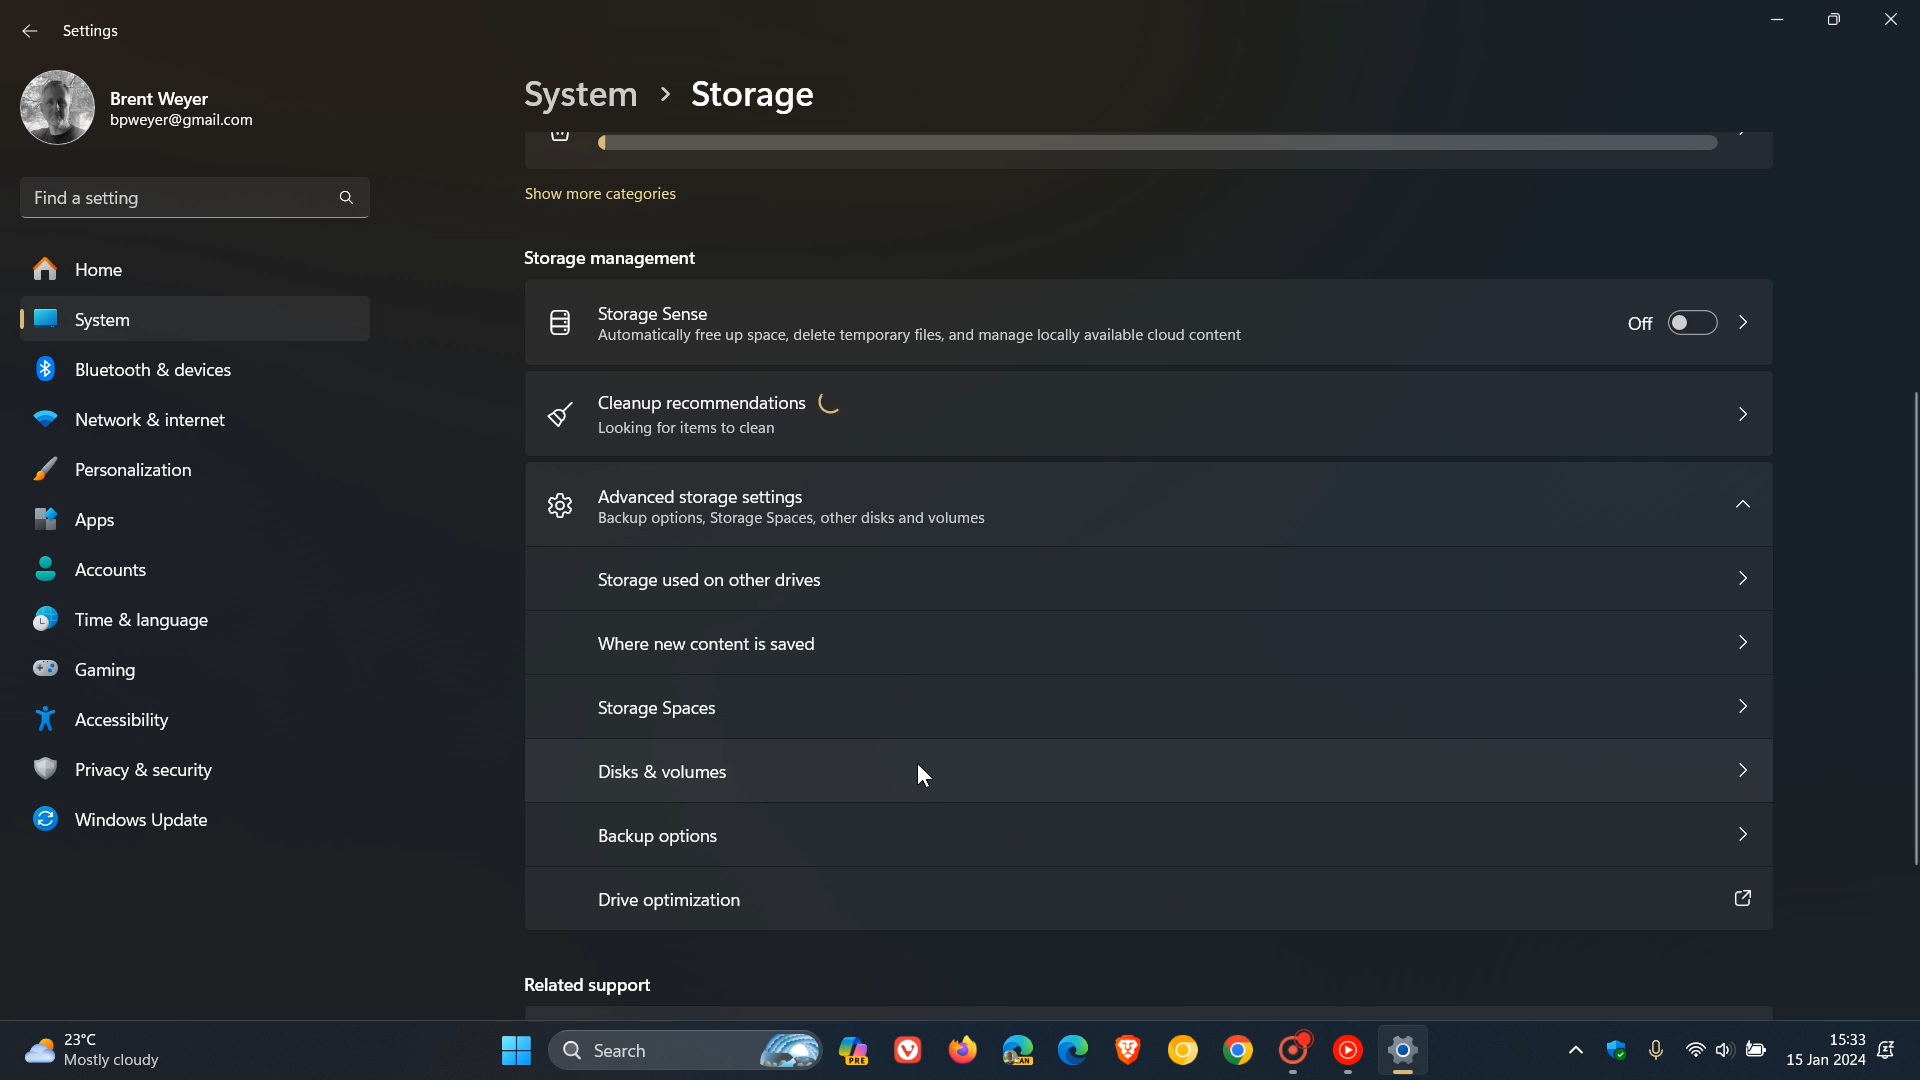 Settings
Brent Weyer
bpweyer@gmail.com
Find a setting
Home
System
Bluetooth & devices
Network & internet
Personalization
Apps
Accounts
Time & language
Gaming
Accessibility
Privacy & security
Windows Update
System › Storage
Show more categories
Storage management
Storage Sense
Automatically free up space, delete temporary files, and manage locally available cloud content
Off
Cleanup recommendations
Looking for items to clean
Advanced storage settings
Backup options, Storage Spaces, other disks and volumes
Storage used on other drives
Where new content is saved
Storage Spaces
Disks & volumes
Backup options
Drive optimization
Related support
23°C
Mostly cloudy
Search
PRE
CAN
15:33
15 Jan 2024